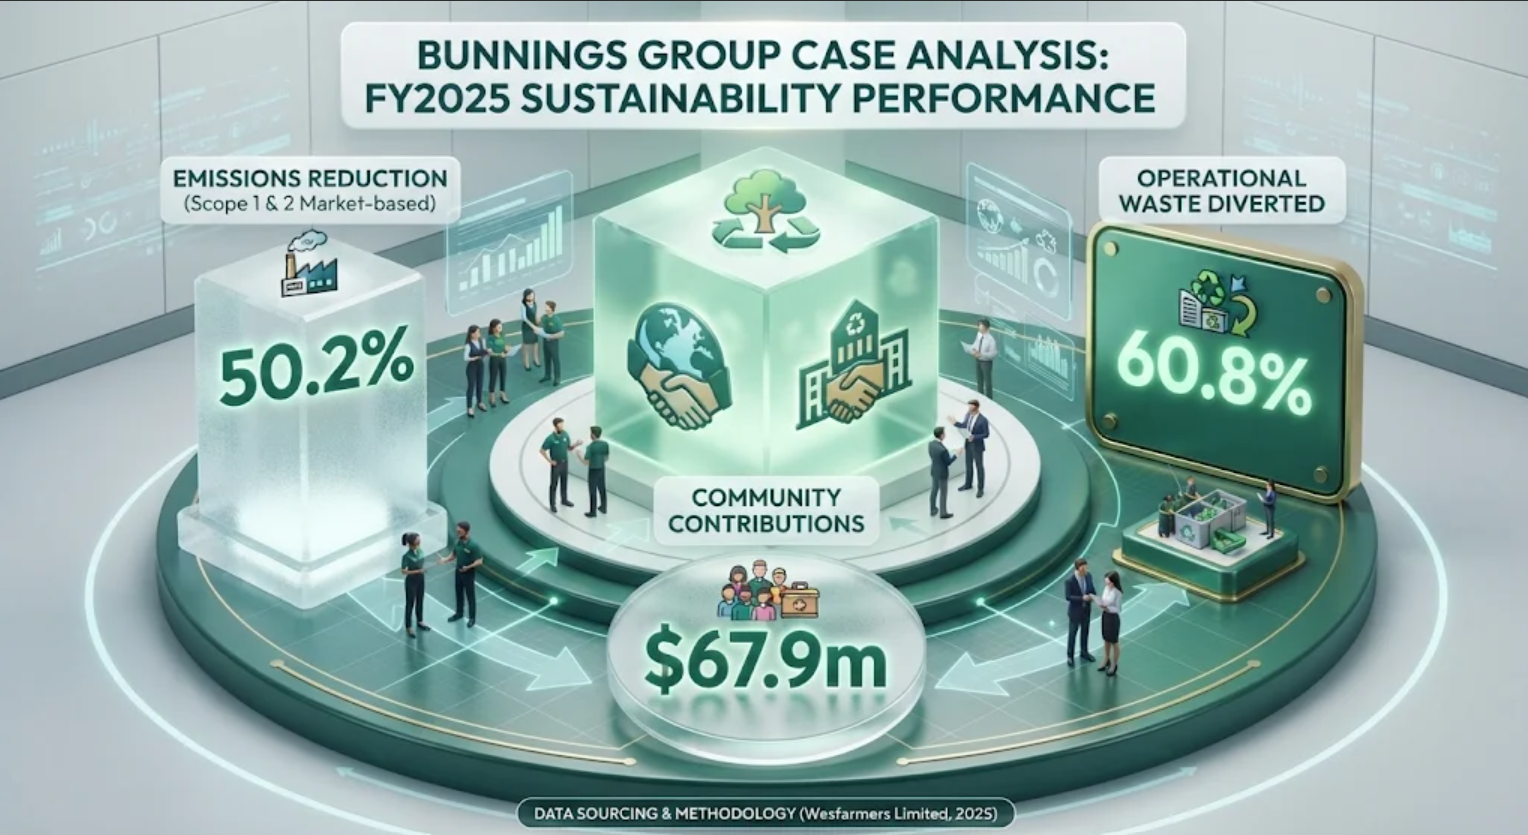 BUNNINGS GROUP CASE ANALYSIS:
FY2025 SUSTAINABILITY PERFORMANCE
EMISSIONS REDUCTION
(Scope 1 & 2 Market-based)
50.2%
OPERATIONAL
WASTE DIVERTED
60.8%
COMMUNITY
CONTRIBUTIONS
$67.9m
DATA SOURCING & METHODOLOGY (Wesfarmers Limited, 2025)